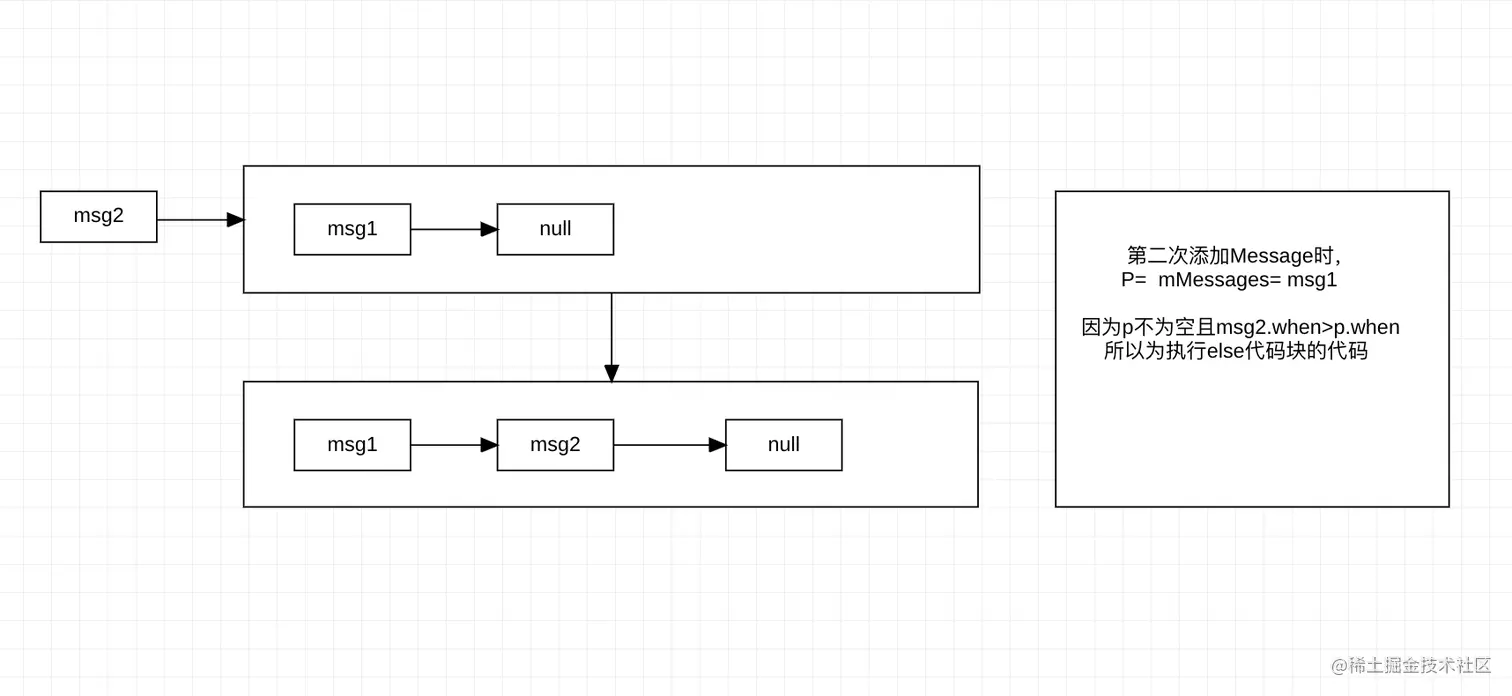 msg2
msg1
null
msg1
msg2
null
第二次添加Message时，
P=  mMessages= msg1
因为p不为空且msg2.when>p.when
所以为执行else代码块的代码
@稀土掘金技术社区